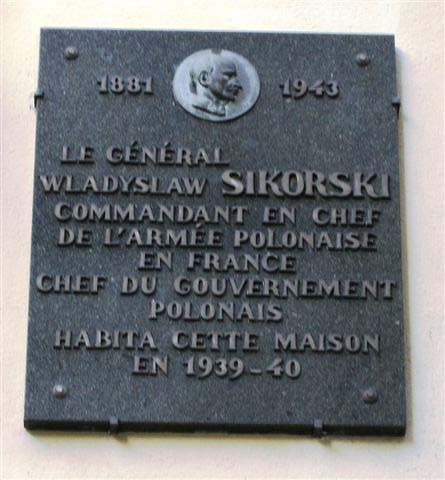 1881 1943
LE GÉNÉRAL
WLADYSLAW SIKORSKI
COMMANDANT EN CHEF
DE L'ARMÉE POLONAISE
EN FRANCE
CHEF DU GOUVERNEMENT
POLONAIS
HABITA CETTE MAISON
EN 1939-40